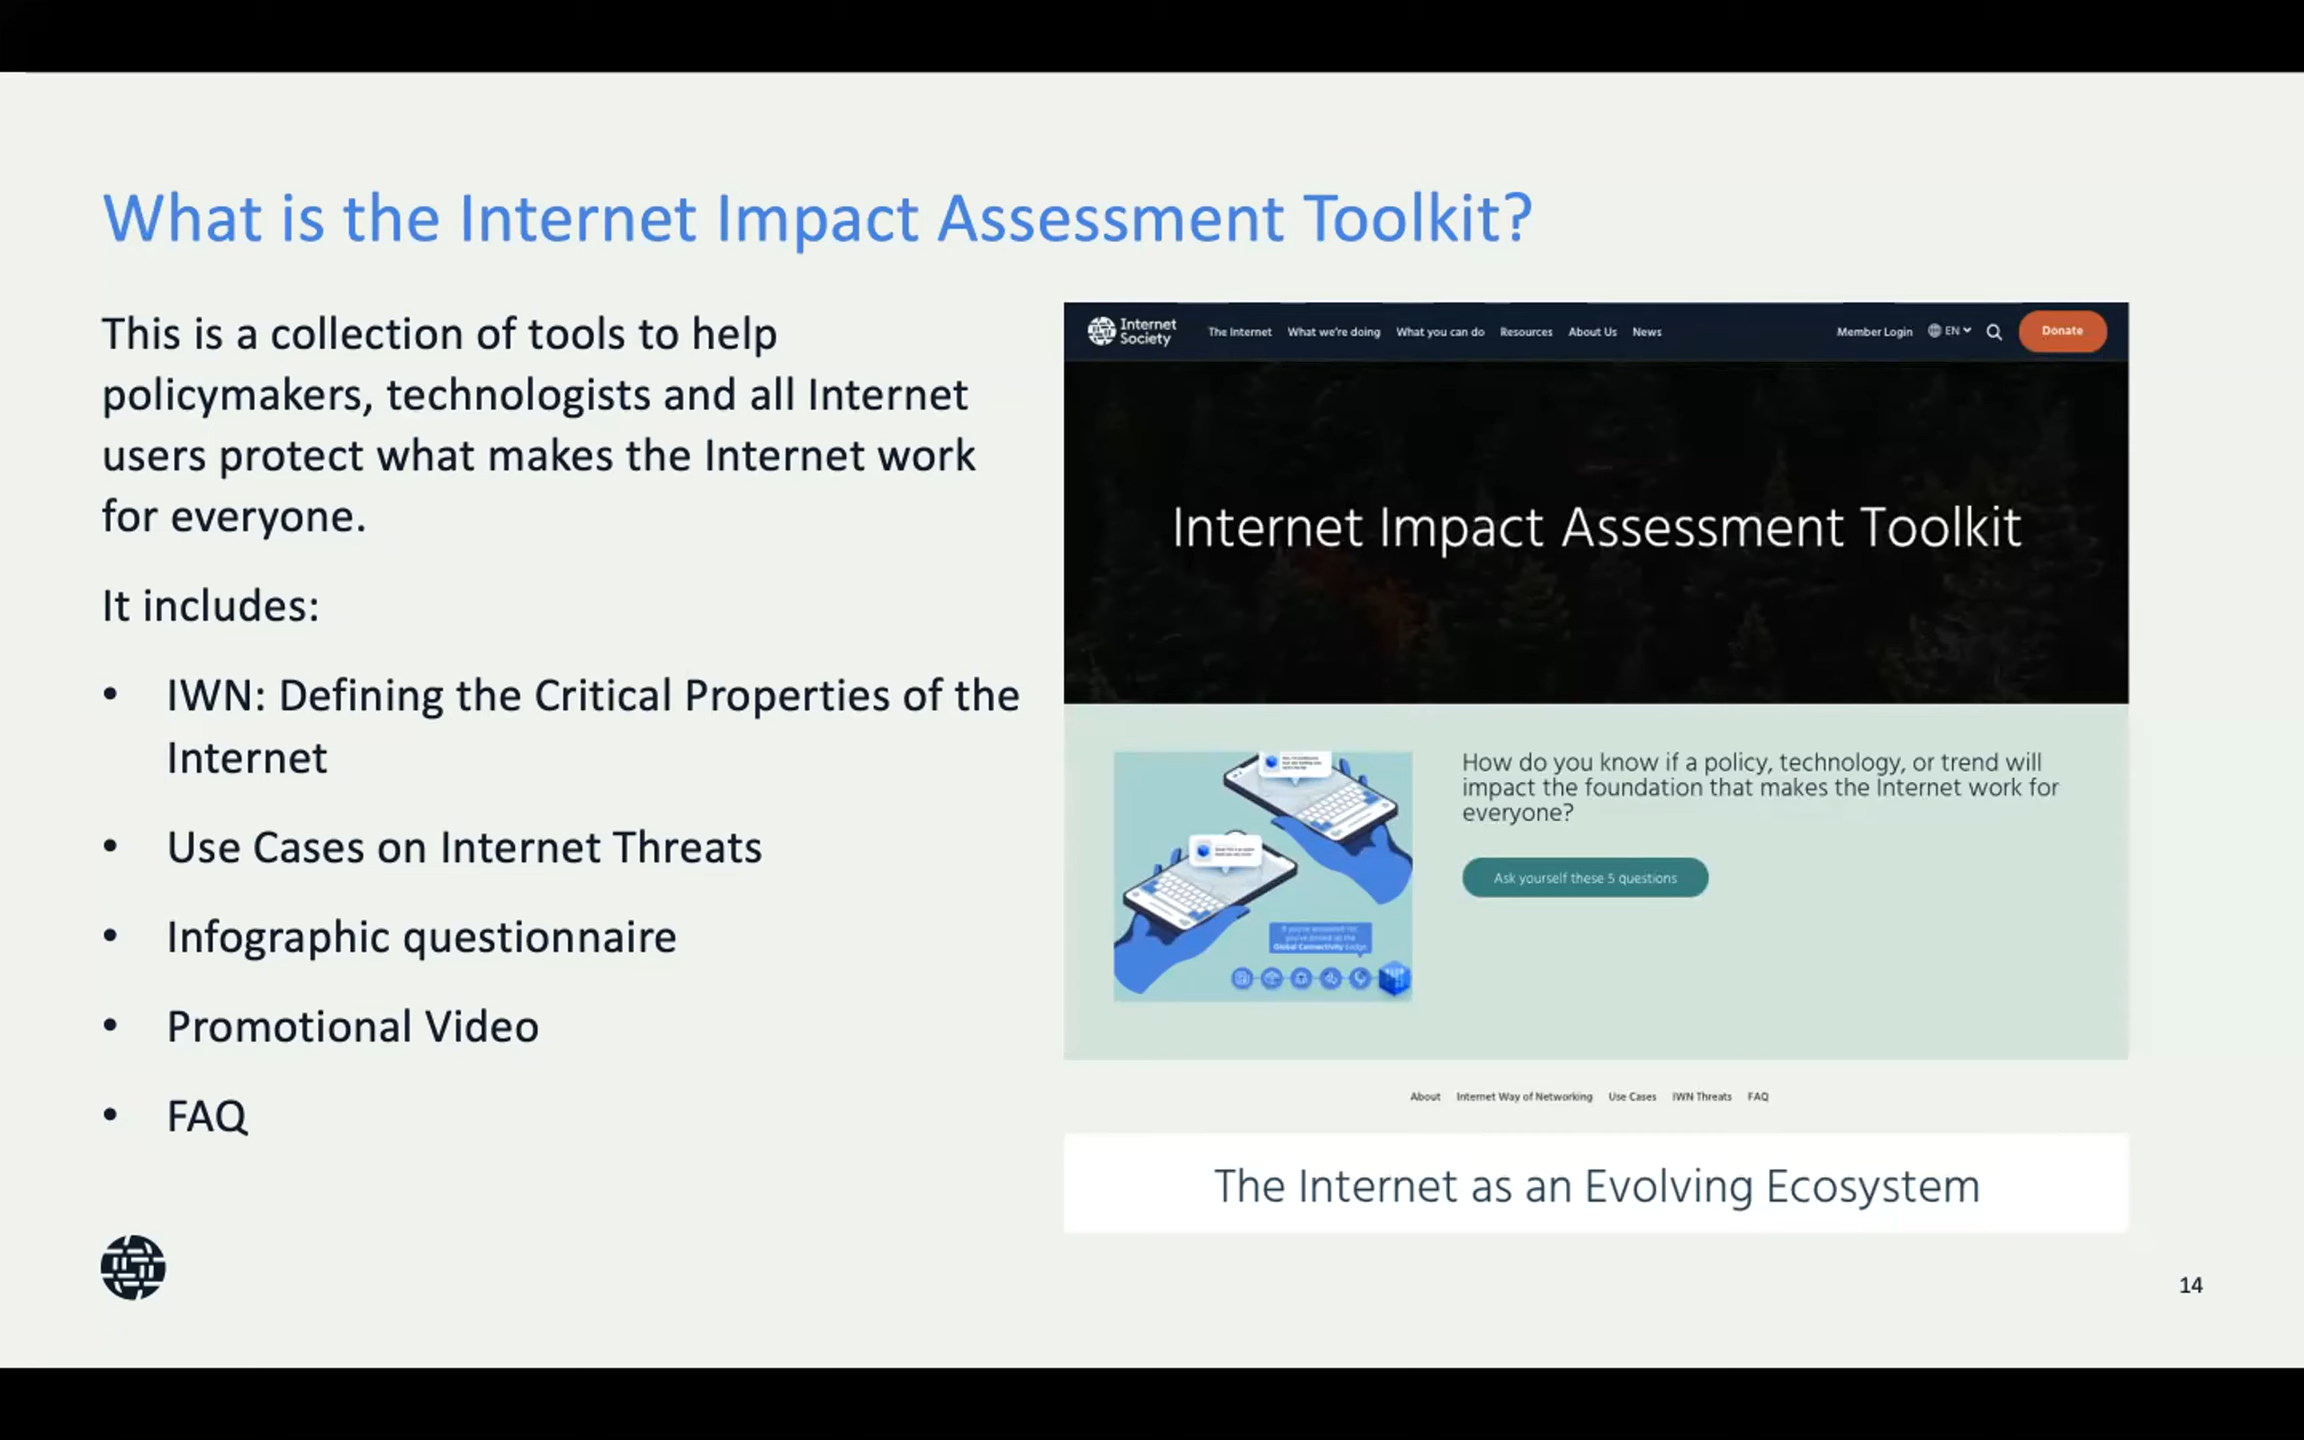 What is the Internet Impact Assessment Toolkit?
This is a collection of tools to help
policymakers, technologists and all Internet
users protect what makes the Internet work
for everyone.
It includes:
• IWN: Defining the Critical Properties of the
Internet
• Use Cases on Internet Threats
• Infographic questionnaire
• Promotional Video
• FAQ
Internet
Society
The Internet What we're doing What you can do Resources About Us News Member Login EN Donate
Internet Impact Assessment Toolkit
How do you know if a policy, technology, or trend will
impact the foundation that makes the Internet work for
everyone?
Ask yourself these 5 questions
Global Connectivity badge
About Internet Way of Networking Use Cases IWN Threats FAQ
The Internet as an Evolving Ecosystem
14